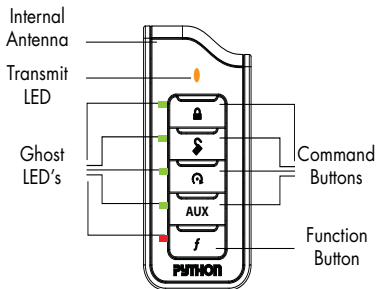 Internal
Antenna
Transmit
LED
Ghost
LED's
Command
Buttons
AUX
f
Function
Button
PYTHON